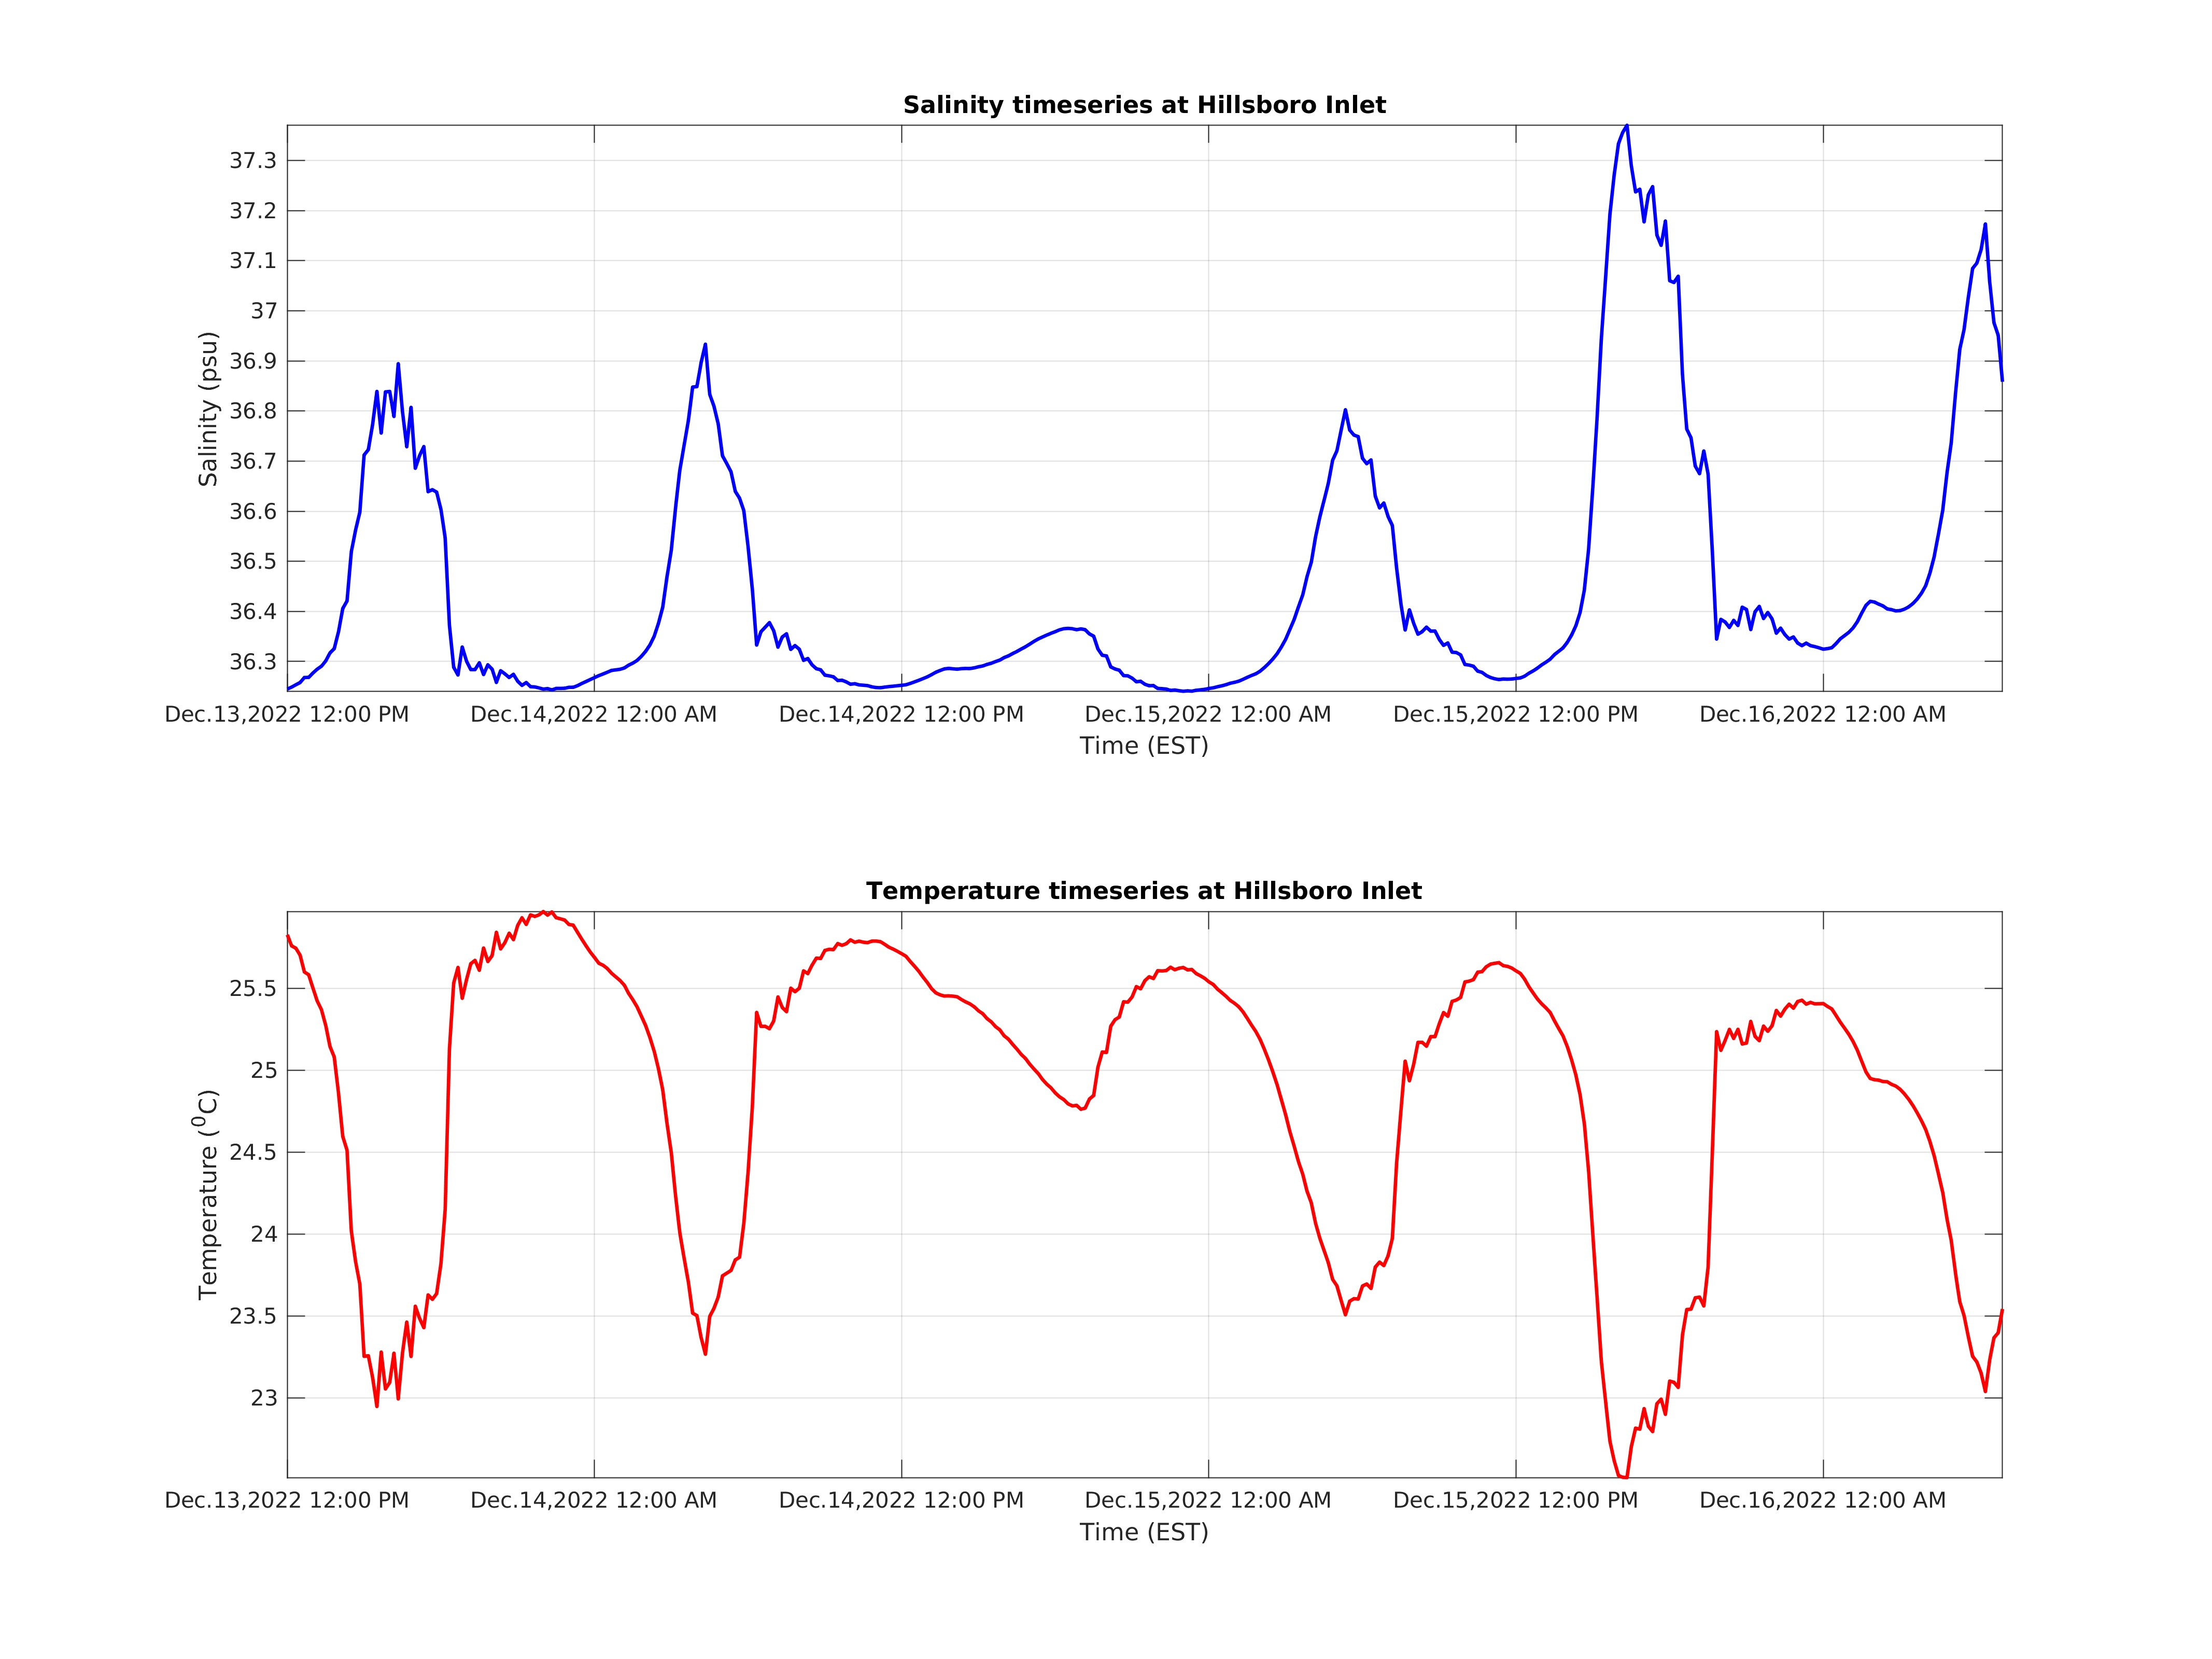 Salinity timeseries at Hillsboro Inlet
37.3
37.2
37.1
37
36.9
36.8
36.7
36.6
36.5
36.4
36.3
Salinity (psu)
Dec.13,2022 12:00 PM Dec.14,2022 12:00 AM Dec.14,2022 12:00 PM Dec.15,2022 12:00 AM Dec.15,2022 12:00 PM Dec.16,2022 12:00 AM
Time (EST)
Temperature timeseries at Hillsboro Inlet
25.5
25
24.5
24
23.5
23
Temperature (⁰C)
Dec.13,2022 12:00 PM Dec.14,2022 12:00 AM Dec.14,2022 12:00 PM Dec.15,2022 12:00 AM Dec.15,2022 12:00 PM Dec.16,2022 12:00 AM
Time (EST)